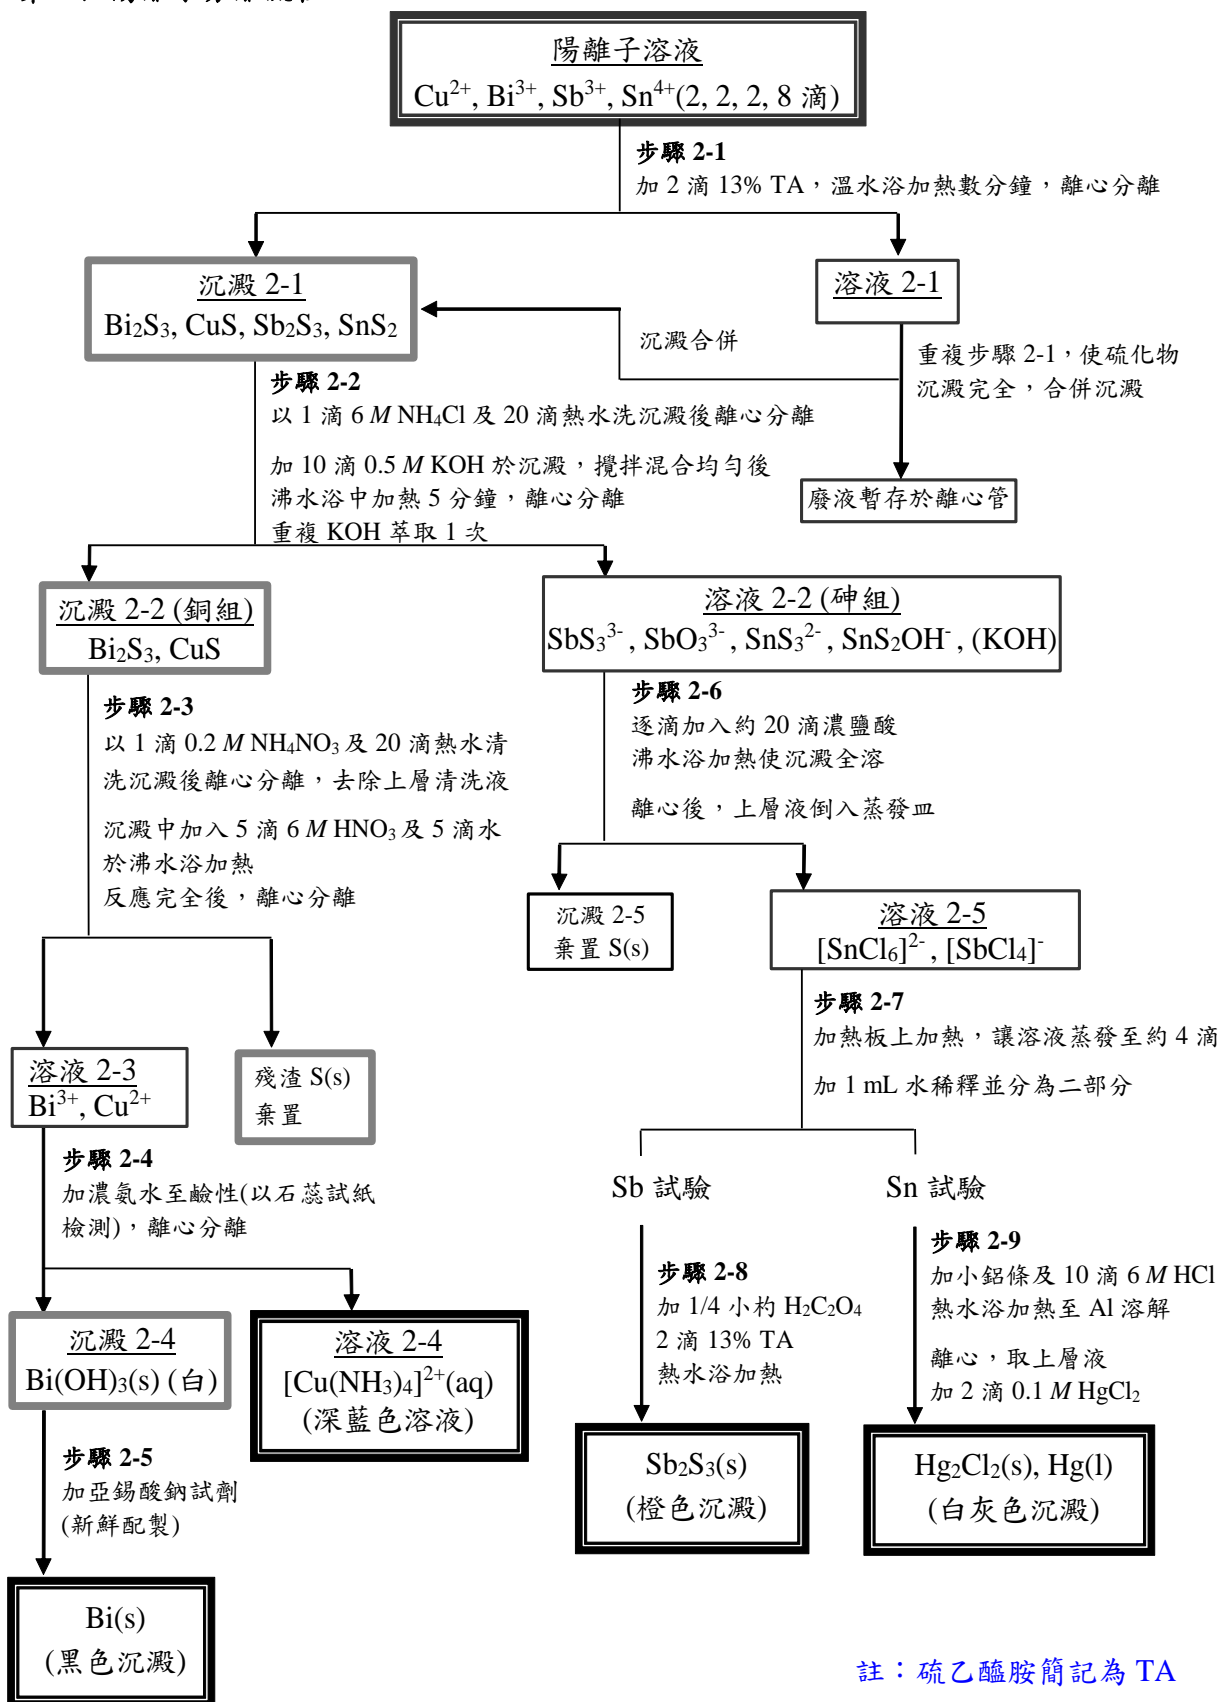 陽離子溶液
Cu²⁺, Bi³⁺, Sb³⁺, Sn⁴⁺(2, 2, 2, 8 滴)
步驟 2-1
加 2 滴 13% TA，溫水浴加熱數分鐘，離心分離
沉澱 2-1
Bi₂S₃, CuS, Sb₂S₃, SnS₂
溶液 2-1
沉澱合併
重複步驟 2-1，使硫化物
沉澱完全，合併沉澱
廢液暫存於離心管
步驟 2-2
以 1 滴 6 M NH₄Cl 及 20 滴熱水洗沉澱後離心分離
加 10 滴 0.5 M KOH 於沉澱，攪拌混合均勻後
沸水浴中加熱 5 分鐘，離心分離
重複 KOH 萃取 1 次
沉澱 2-2 (銅組)
Bi₂S₃, CuS
溶液 2-2 (砷組)
SbS₃³⁻, SbO₃³⁻, SnS₃²⁻, SnS₂OH⁻, (KOH)
步驟 2-3
以 1 滴 0.2 M NH₄NO₃ 及 20 滴熱水清
洗沉澱後離心分離，去除上層清洗液
沉澱中加入 5 滴 6 M HNO₃ 及 5 滴水
於沸水浴加熱
反應完全後，離心分離
步驟 2-6
逐滴加入約 20 滴濃鹽酸
沸水浴加熱使沉澱全溶
離心後，上層液倒入蒸發皿
沉澱 2-5
棄置 S(s)
溶液 2-5
[SnCl₆]²⁻, [SbCl₄]⁻
溶液 2-3
Bi³⁺, Cu²⁺
殘渣 S(s)
棄置
步驟 2-7
加熱板上加熱，讓溶液蒸發至約 4 滴
加 1 mL 水稀釋並分為二部分
步驟 2-4
加濃氨水至鹼性(以石蕊試紙
檢測)，離心分離
Sb 試驗
Sn 試驗
沉澱 2-4
Bi(OH)₃(s) (白)
溶液 2-4
[Cu(NH₃)₄]²⁺(aq)
(深藍色溶液)
步驟 2-8
加 1/4 小杓 H₂C₂O₄
2 滴 13% TA
熱水浴加熱
步驟 2-9
加小鋁條及 10 滴 6 M HCl
熱水浴加熱至 Al 溶解
離心，取上層液
加 2 滴 0.1 M HgCl₂
步驟 2-5
加亞錫酸鈉試劑
(新鮮配製)
Sb₂S₃(s)
(橙色沉澱)
Hg₂Cl₂(s), Hg(l)
(白灰色沉澱)
Bi(s)
(黑色沉澱)
註：硫乙醯胺簡記為 TA